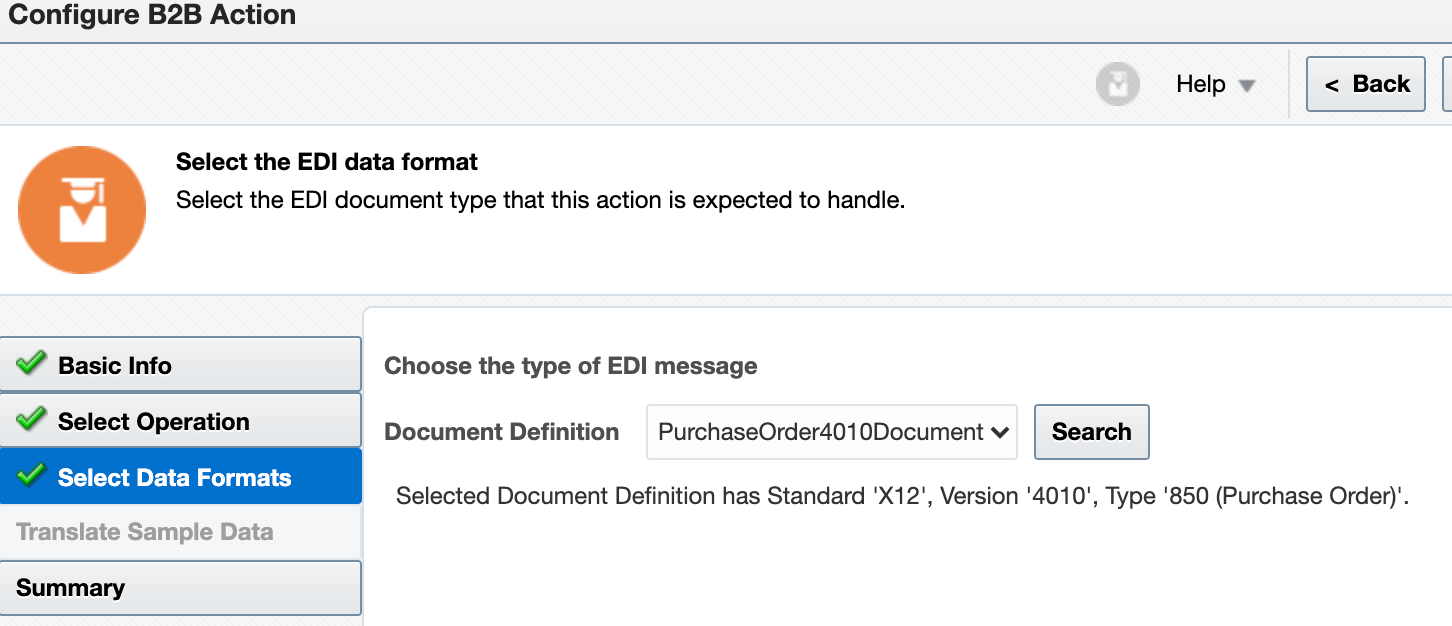 Configure B2B Action
Help
< Back
Select the EDI data format
Select the EDI document type that this action is expected to handle.
Basic Info
Select Operation
Select Data Formats
Translate Sample Data
Summary
Choose the type of EDI message
Document Definition PurchaseOrder4010Document Search
Selected Document Definition has Standard 'X12', Version '4010', Type '850 (Purchase Order)'.